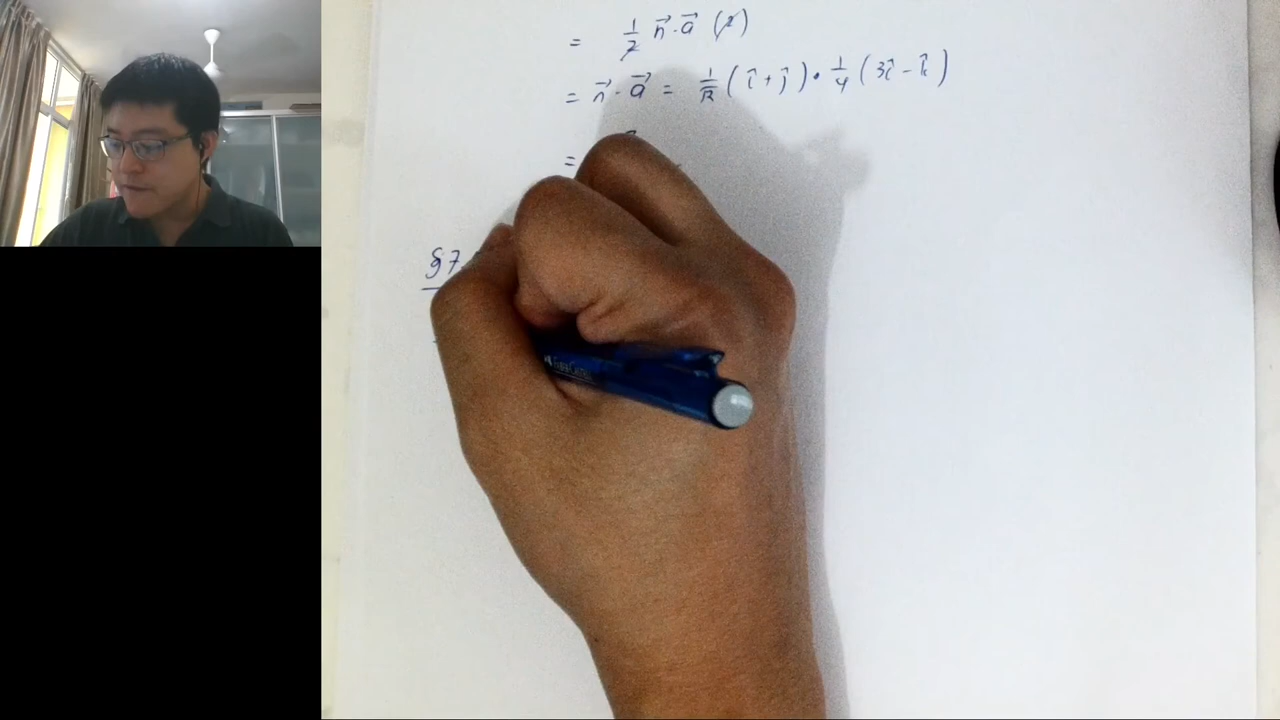 = 1/2 n⃗·a⃗ (2)
= n⃗·a⃗ = 1/√2 (î + ĵ) · 1/4 (3î - k̂)
=
§7